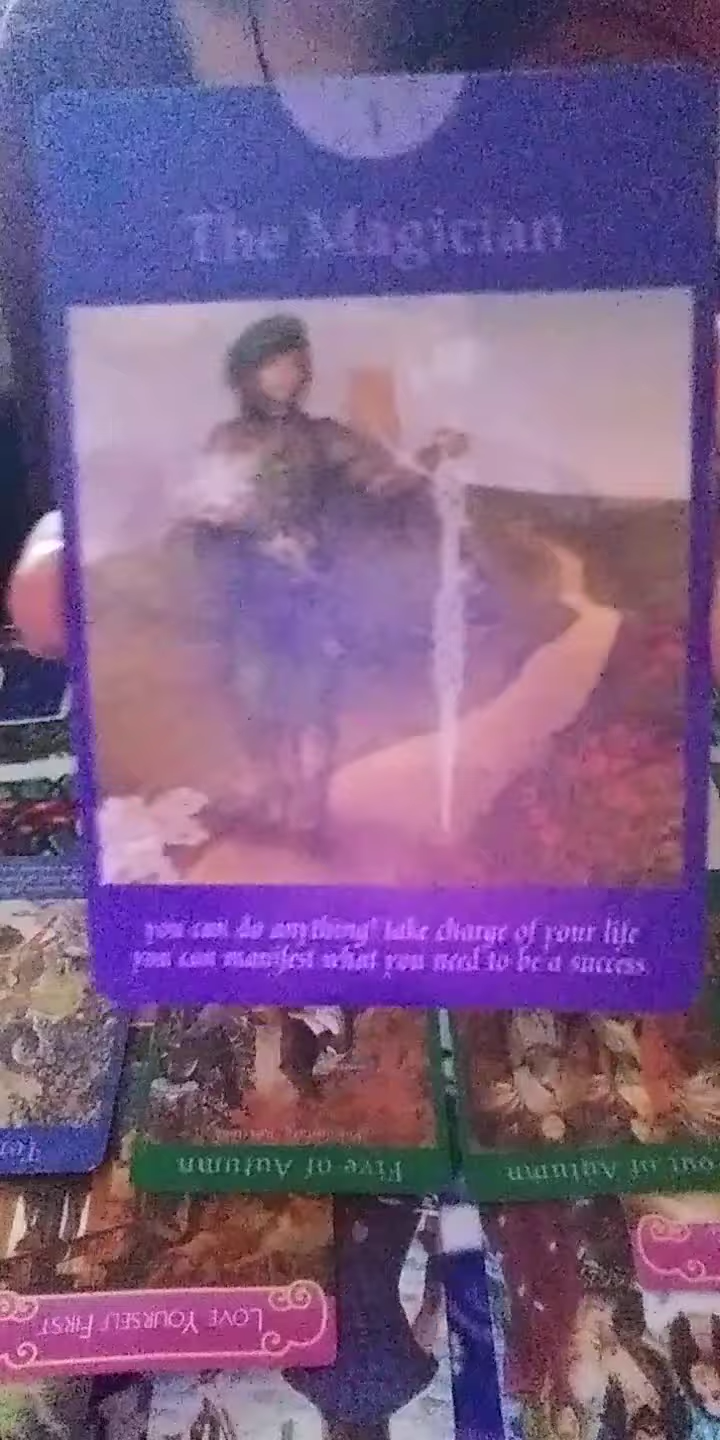 1
The Magician
you can do anything! take charge of your life
you can manifest what you need to be a success
Five of Autumn
of Autumn
LOVE YOURSELF FIRST